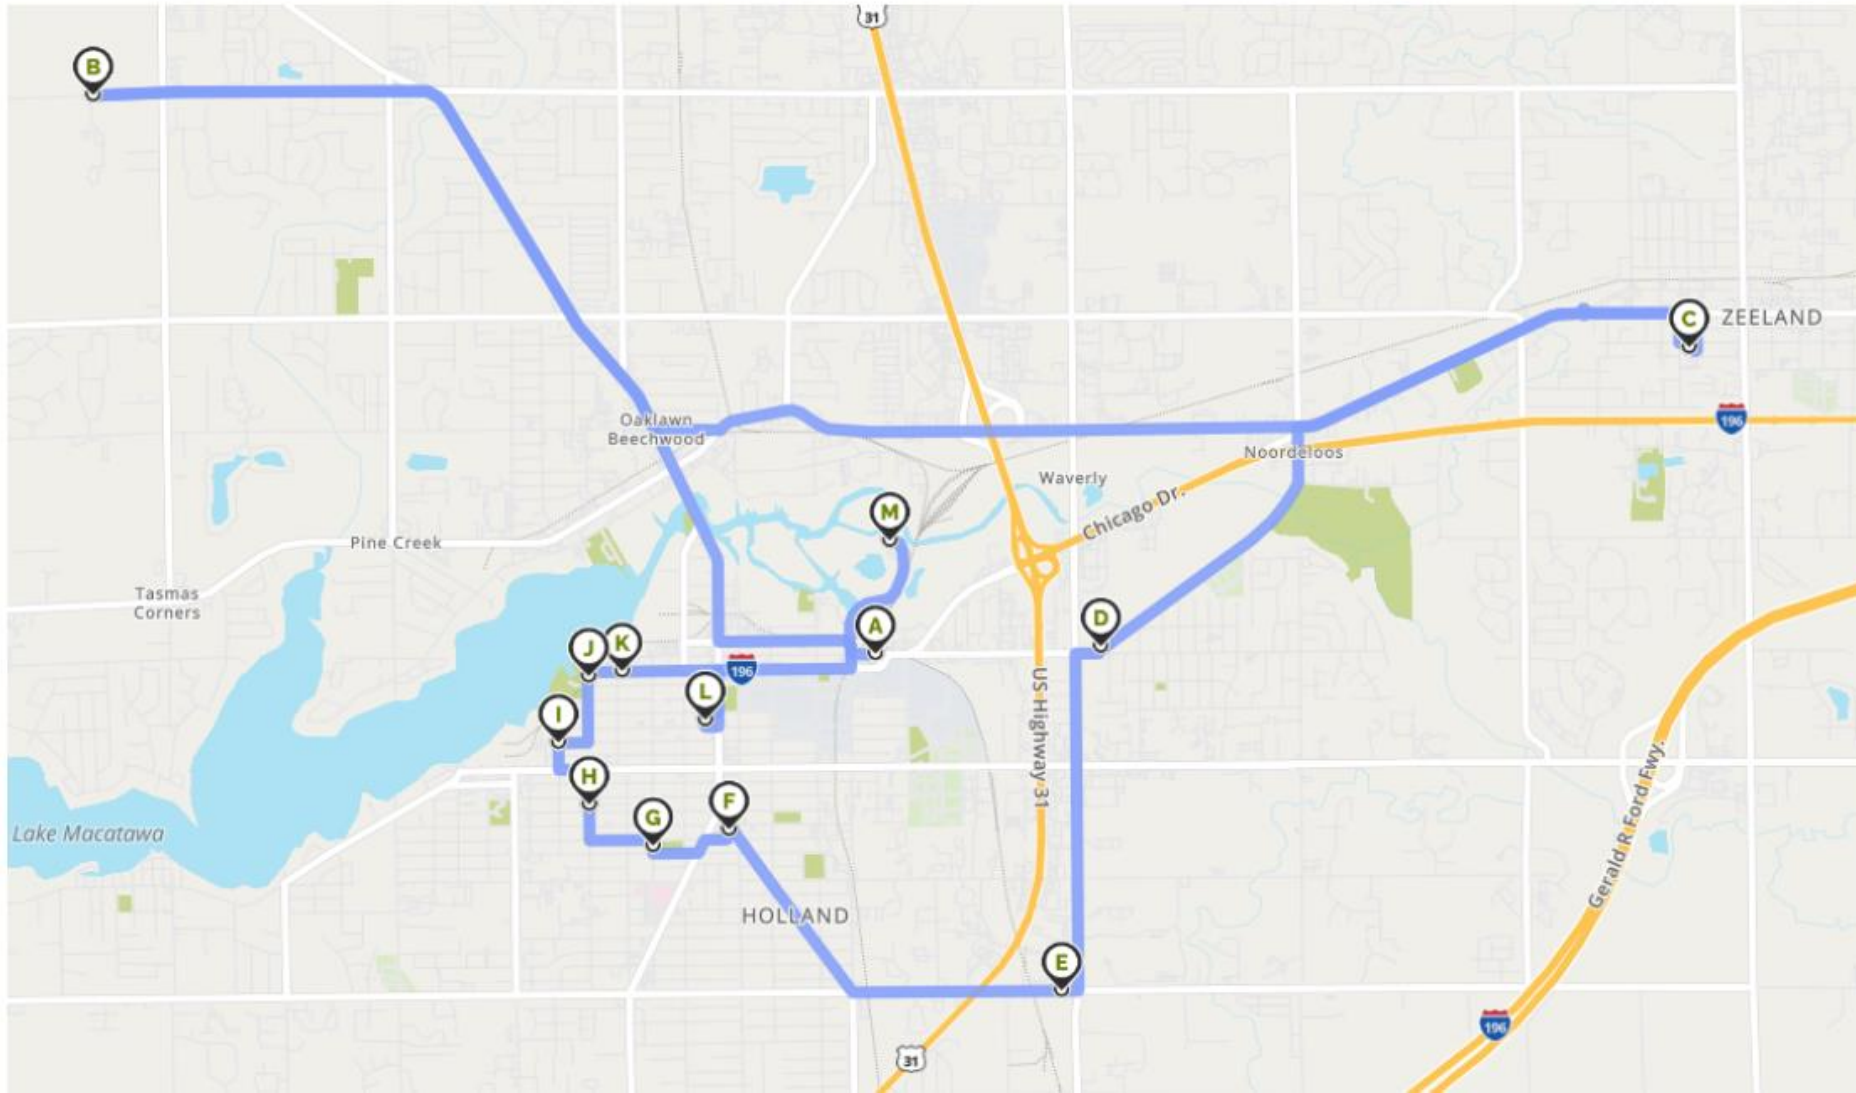 31
B
C
ZEELAND
Oaklawn
Beechwood
196
Noordeloos
Waverly
M
Chicago Dr.
Pine Creek
Tasmas
Corners
D
A
J
K
196
L
I
US Highway 31
H
F
G
Lake Macatawa
Gerald R Ford Fwy.
HOLLAND
E
196
31